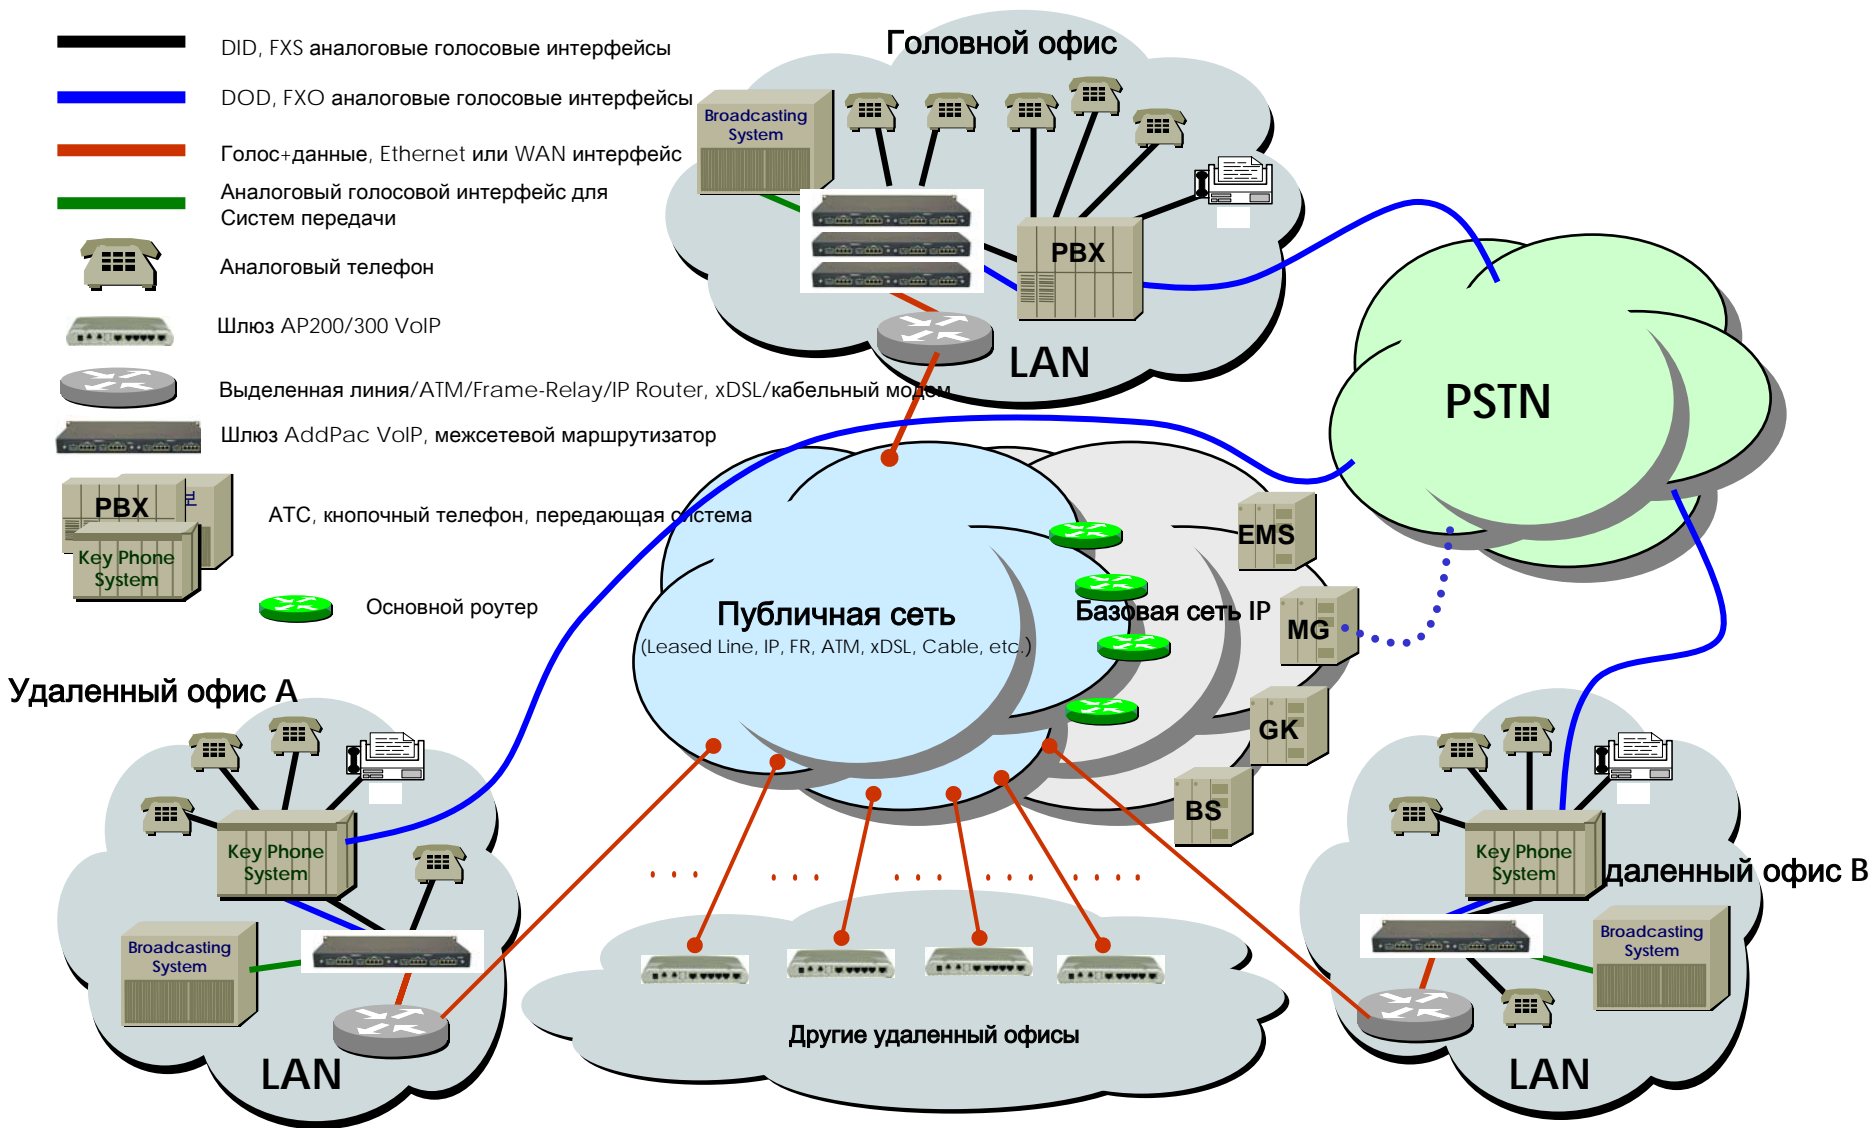 DID, FXS аналоговые голосовые интерфейсы
DOD, FXO аналоговые голосовые интерфейсы
Голос+данные, Ethernet или WAN интерфейс
Аналоговый голосовой интерфейс для
Систем передачи
Аналоговый телефон
Шлюз AP200/300 VoIP
Выделенная линия/ATM/Frame-Relay/IP Router, xDSL/кабельный модем
Шлюз AddPac VoIP, межсетевой маршрутизатор
PBX
Key Phone
System
АТС, кнопочный телефон, передающая система
Основной роутер
Головной офис
Broadcasting
System
PBX
LAN
PSTN
Публичная сеть
(Leased Line, IP, FR, ATM, xDSL, Cable, etc.)
Базовая сеть IP
EMS
MG
GK
BS
Удаленный офис A
Key Phone
System
Broadcasting
System
LAN
Другие удаленный офисы
Key Phone
System
даленный офис B
Broadcasting
System
LAN